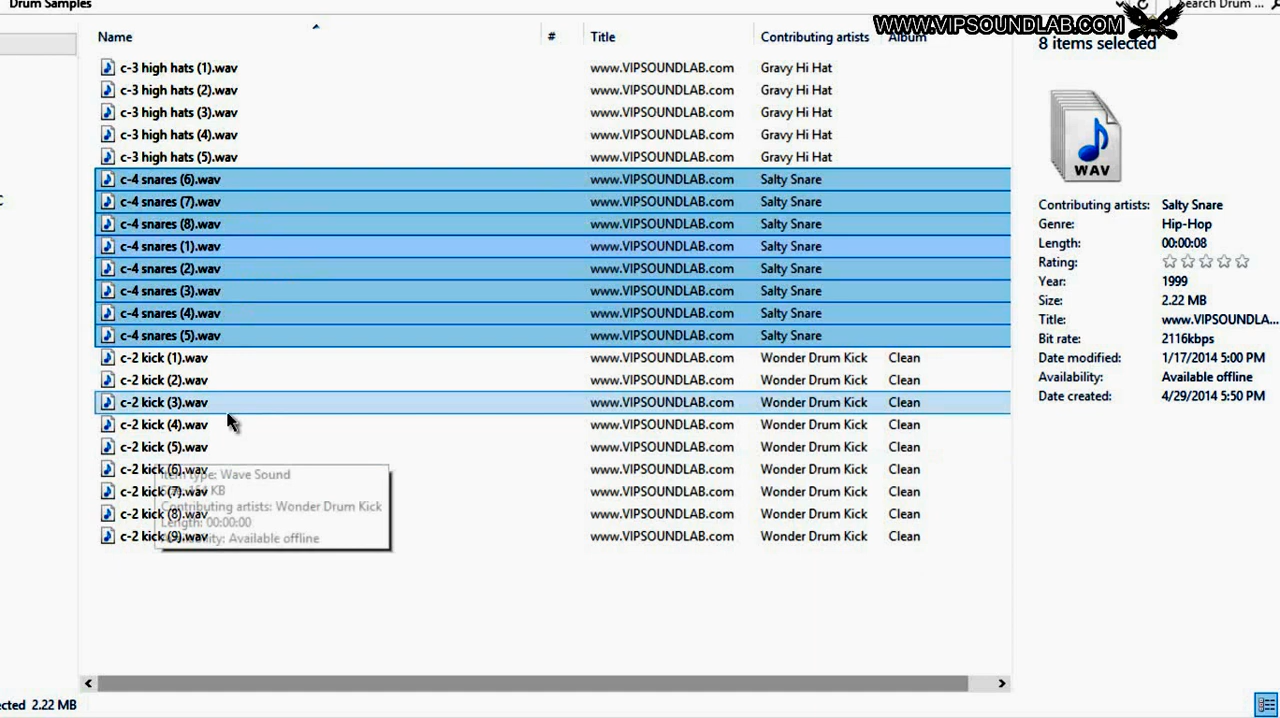 Drum Samples
Search Drum ...
WWW.VIPSOUNDLAB.COM
Name # Title Contributing artists Album
8 items selected
c-3 high hats (1).wav www.VIPSOUNDLAB.com Gravy Hi Hat
c-3 high hats (2).wav www.VIPSOUNDLAB.com Gravy Hi Hat
c-3 high hats (3).wav www.VIPSOUNDLAB.com Gravy Hi Hat
c-3 high hats (4).wav www.VIPSOUNDLAB.com Gravy Hi Hat
c-3 high hats (5).wav www.VIPSOUNDLAB.com Gravy Hi Hat
c-4 snares (6).wav www.VIPSOUNDLAB.com Salty Snare
c-4 snares (7).wav www.VIPSOUNDLAB.com Salty Snare
c-4 snares (8).wav www.VIPSOUNDLAB.com Salty Snare
c-4 snares (1).wav www.VIPSOUNDLAB.com Salty Snare
c-4 snares (2).wav www.VIPSOUNDLAB.com Salty Snare
c-4 snares (3).wav www.VIPSOUNDLAB.com Salty Snare
c-4 snares (4).wav www.VIPSOUNDLAB.com Salty Snare
c-4 snares (5).wav www.VIPSOUNDLAB.com Salty Snare
c-2 kick (1).wav www.VIPSOUNDLAB.com Wonder Drum Kick Clean
c-2 kick (2).wav www.VIPSOUNDLAB.com Wonder Drum Kick Clean
c-2 kick (3).wav www.VIPSOUNDLAB.com Wonder Drum Kick Clean
c-2 kick (4).wav www.VIPSOUNDLAB.com Wonder Drum Kick Clean
c-2 kick (5).wav www.VIPSOUNDLAB.com Wonder Drum Kick Clean
c-2 kick (6).wav www.VIPSOUNDLAB.com Wonder Drum Kick Clean
c-2 kick (7).wav www.VIPSOUNDLAB.com Wonder Drum Kick Clean
c-2 kick (8).wav www.VIPSOUNDLAB.com Wonder Drum Kick Clean
c-2 kick (9).wav www.VIPSOUNDLAB.com Wonder Drum Kick Clean
type: Wave Sound
KB
Contributing artists: Wonder Drum Kick
Length: 00:00:00
Available offline
WAV
Contributing artists: Salty Snare
Genre: Hip-Hop
Length: 00:00:08
Rating:
Year: 1999
Size: 2.22 MB
Title: www.VIPSOUNDLA...
Bit rate: 2116kbps
Date modified: 1/17/2014 5:00 PM
Availability: Available offline
Date created: 4/29/2014 5:50 PM
2.22 MB